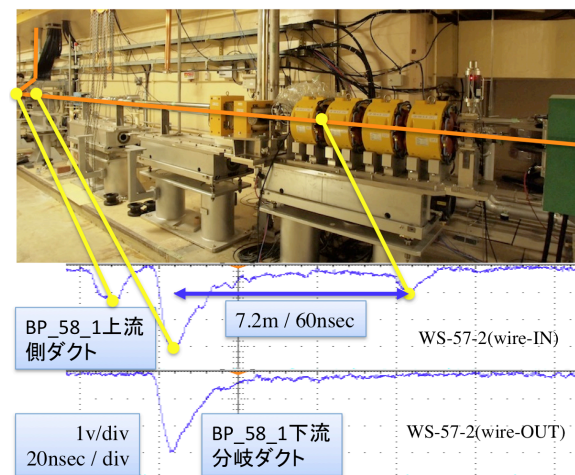 7.2m / 60nsec
BP_58_1上流
側ダクト
WS-57-2(wire-IN)
1v/div
20nsec / div
BP_58_1下流
分岐ダクト
WS-57-2(wire-OUT)